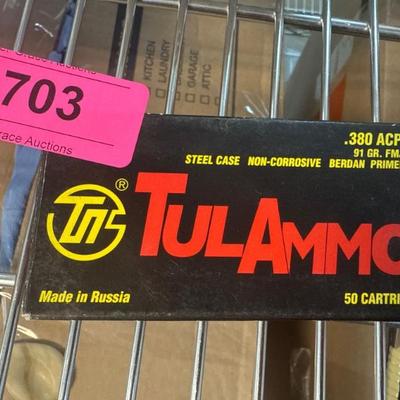 703
race Auctions
KITCHEN
LAUNDRY
GARAGE
ATTIC
.380 ACP
91 GR. FM
STEEL CASE NON-CORROSIVE BERDAN PRIME
®
TULAMMO
Made in Russia
50 CARTRI